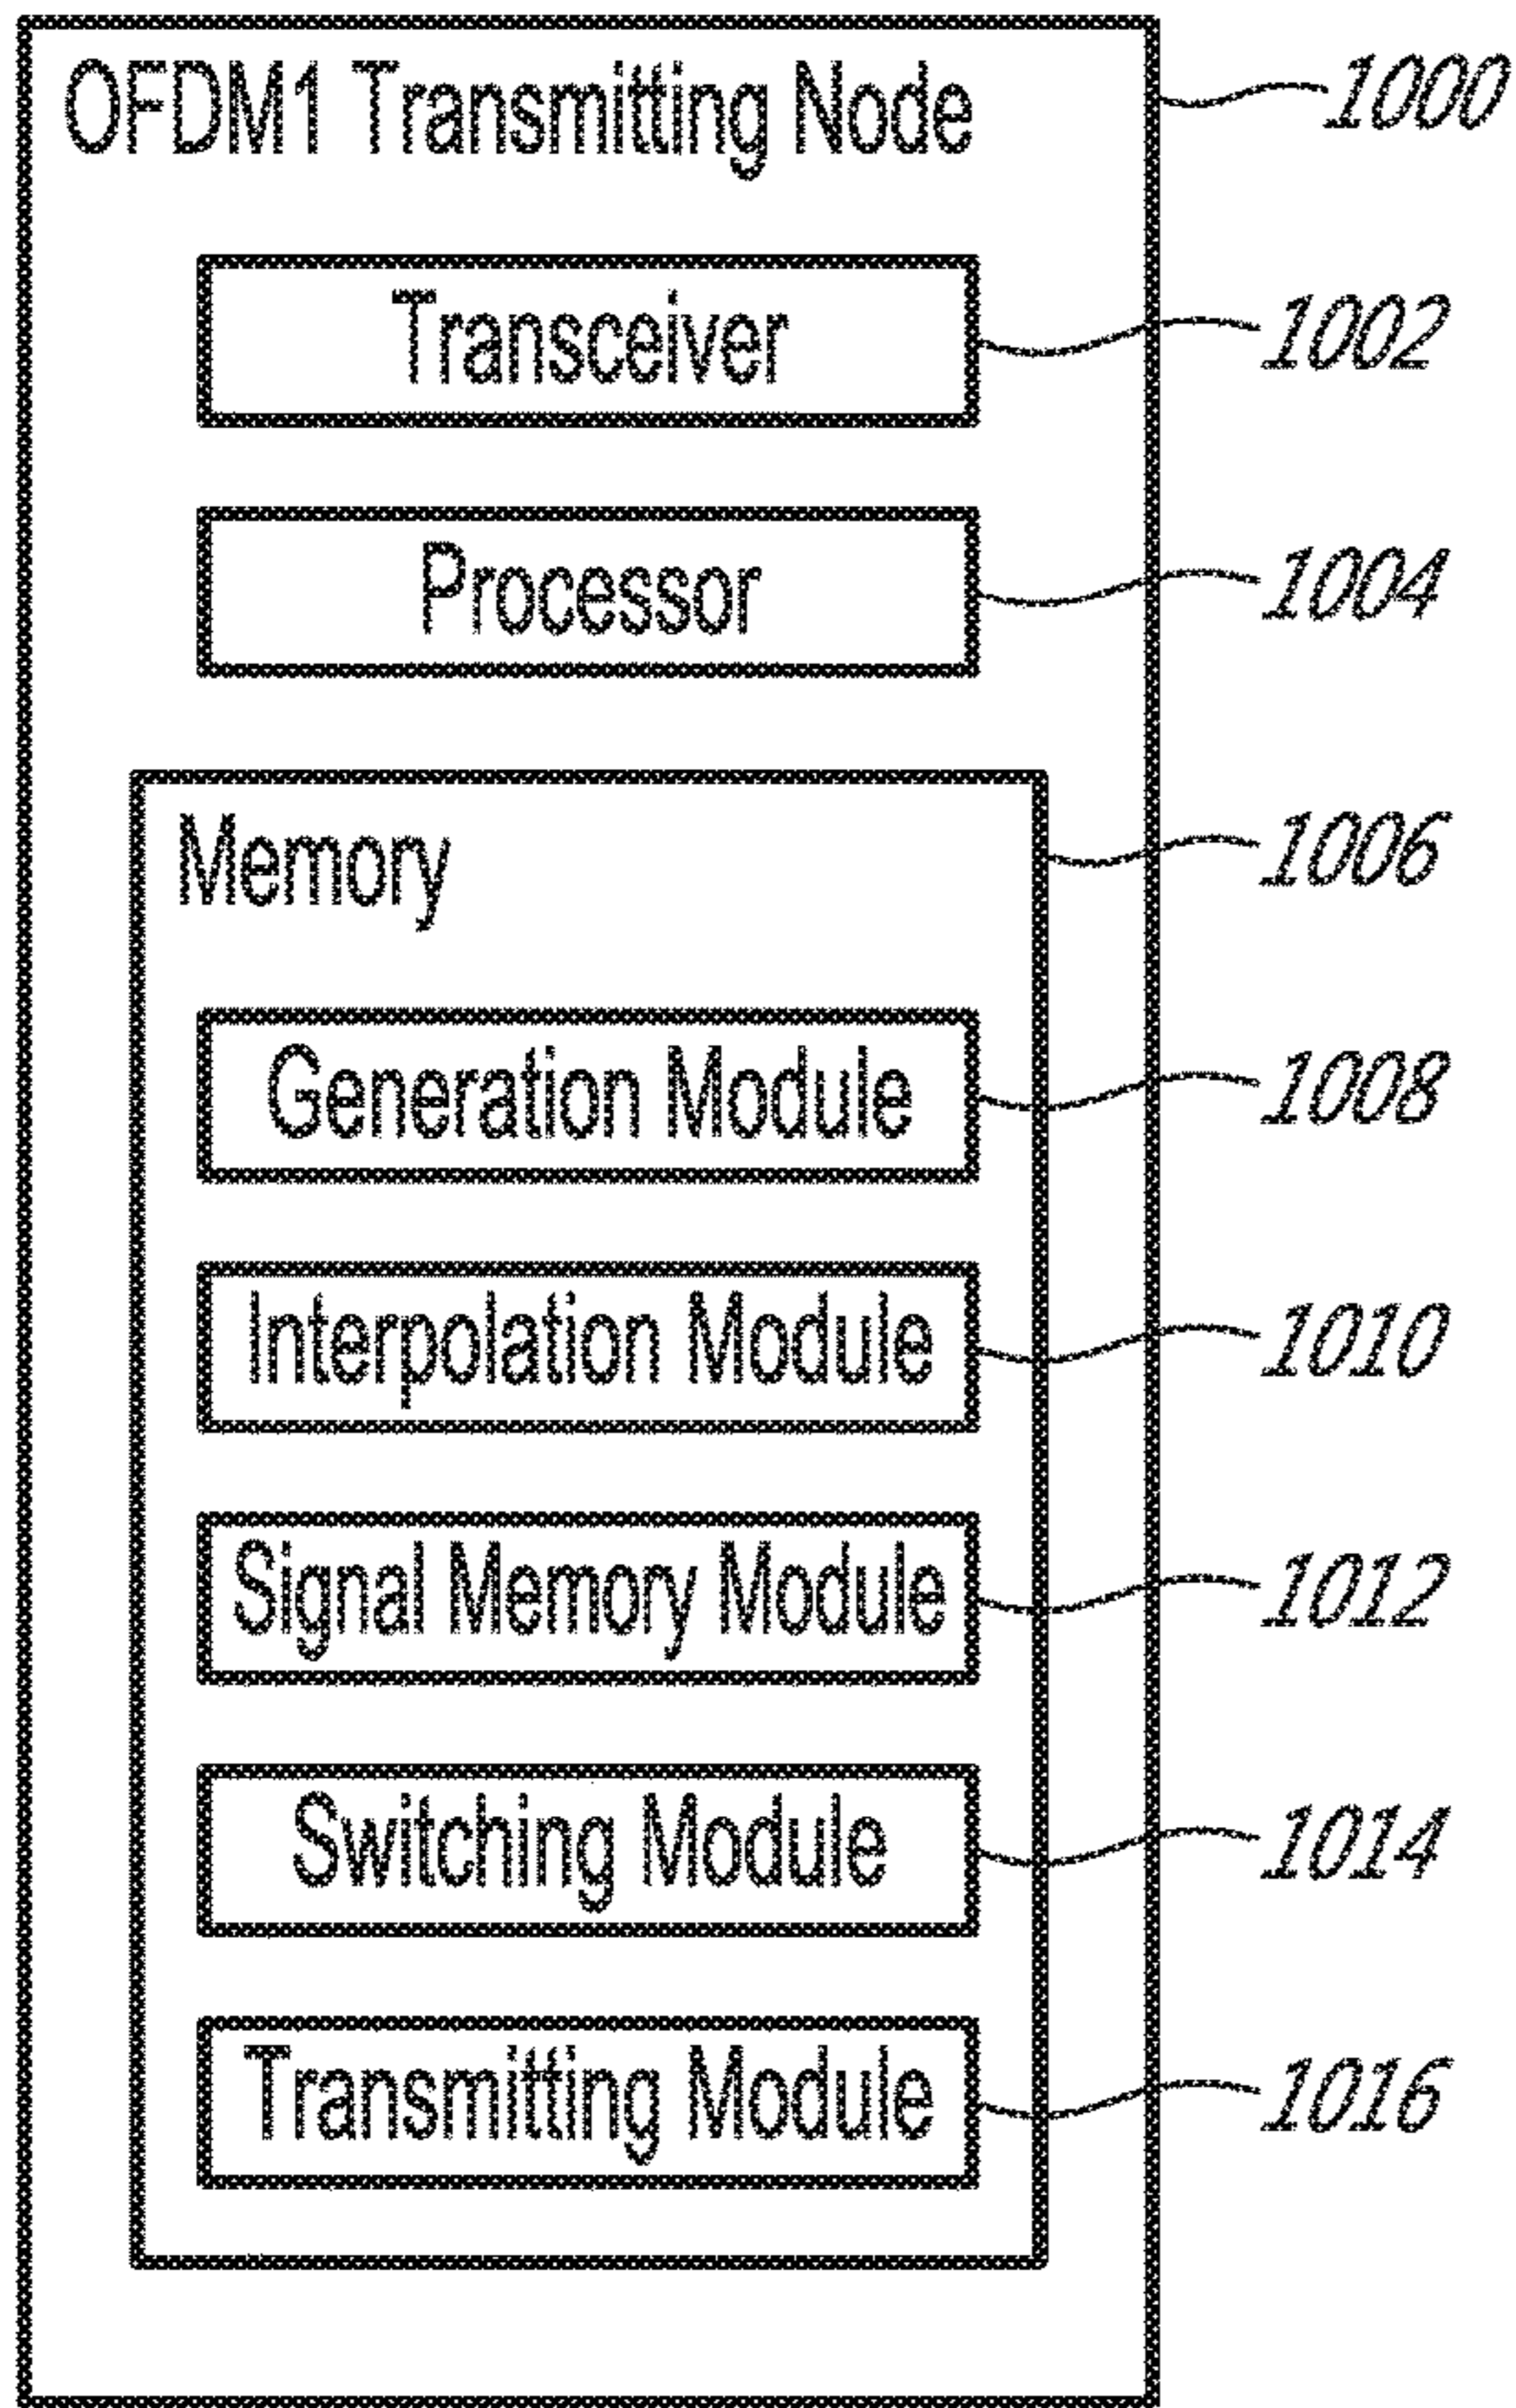 OFDM1 Transmitting Node 1000
Transceiver 1002
Processor 1004
Memory 1006
Generation Module 1008
Interpolation Module 1010
Signal Memory Module 1012
Switching Module 1014
Transmitting Module 1016